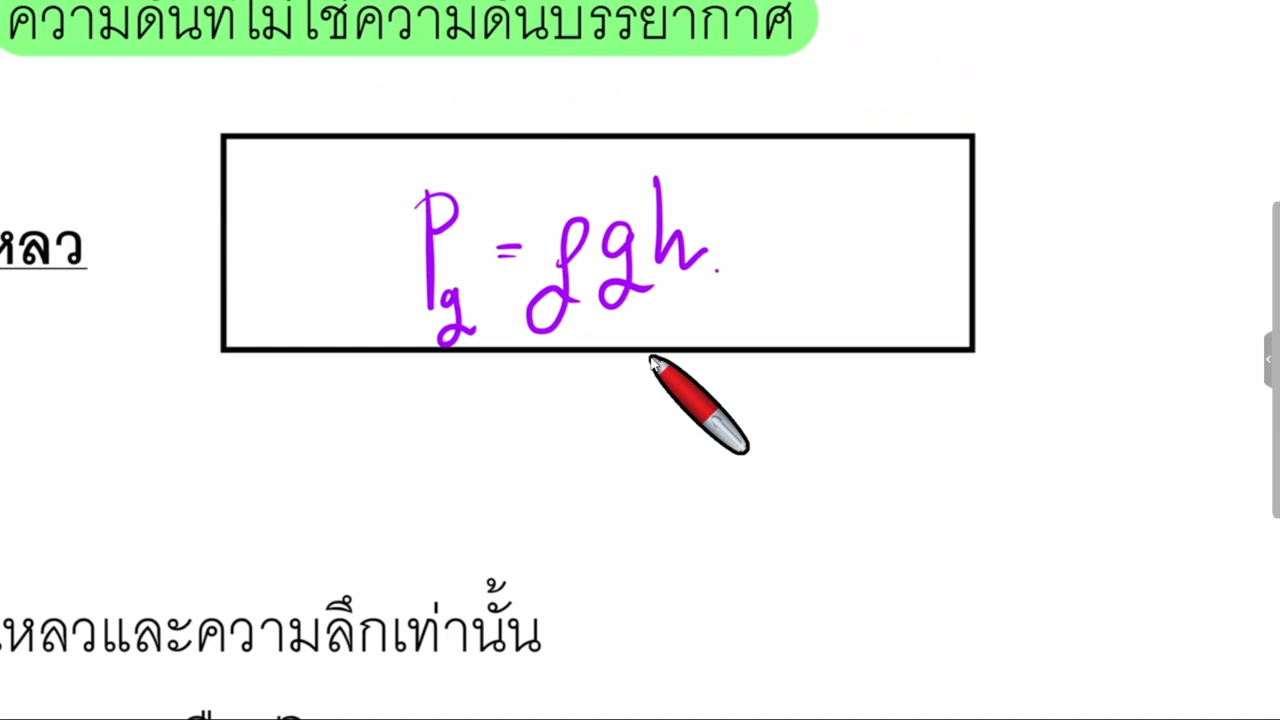 ความดันที่ไม่ใช่ความดันบรรยากาศ
หลว
P_g = ρgh.
หลวและความลึกเท่านั้น